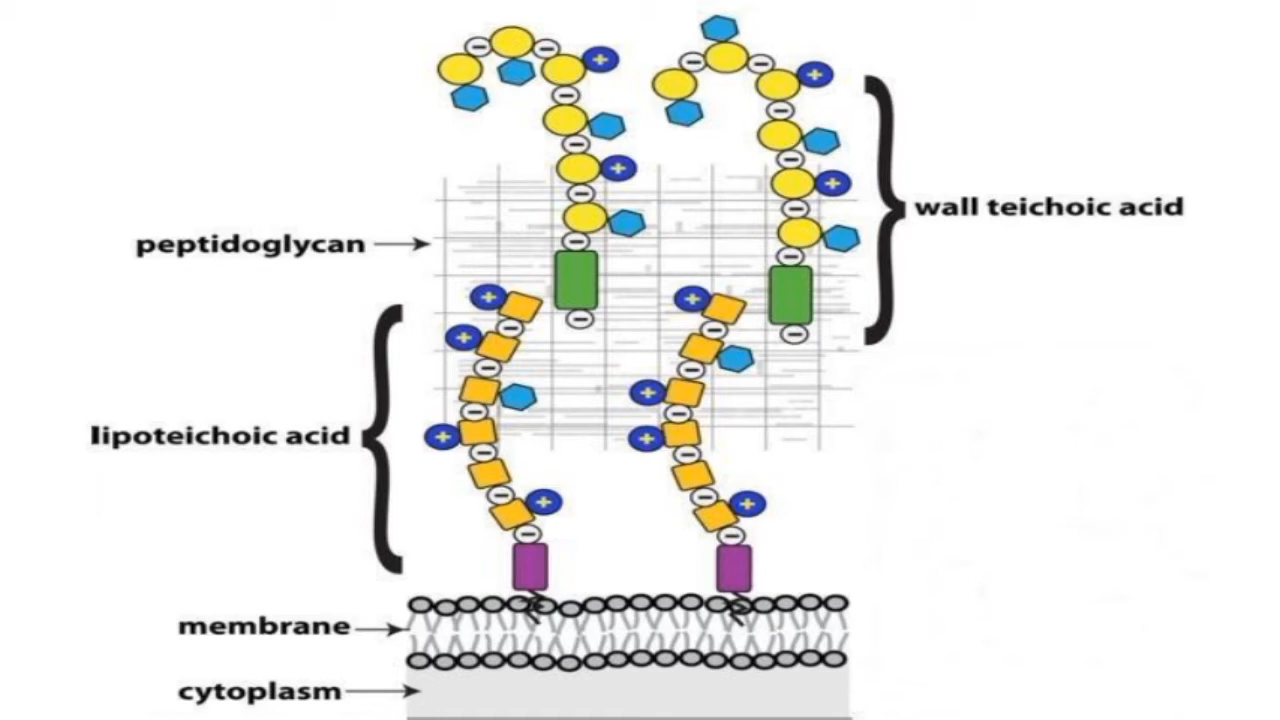 wall teichoic acid
peptidoglycan
lipoteichoic acid
membrane
cytoplasm